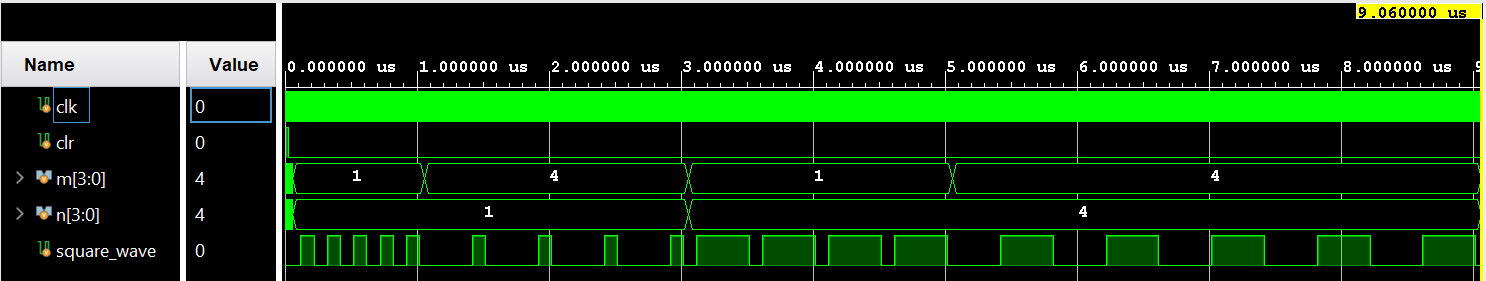 9.060000 us
Name Value
0.000000 us 1.000000 us 2.000000 us 3.000000 us 4.000000 us 5.000000 us 6.000000 us 7.000000 us 8.000000 us 9
clk 0
clr 0
m[3:0] 4 1 4 1 4
n[3:0] 4 1 4
square_wave 0